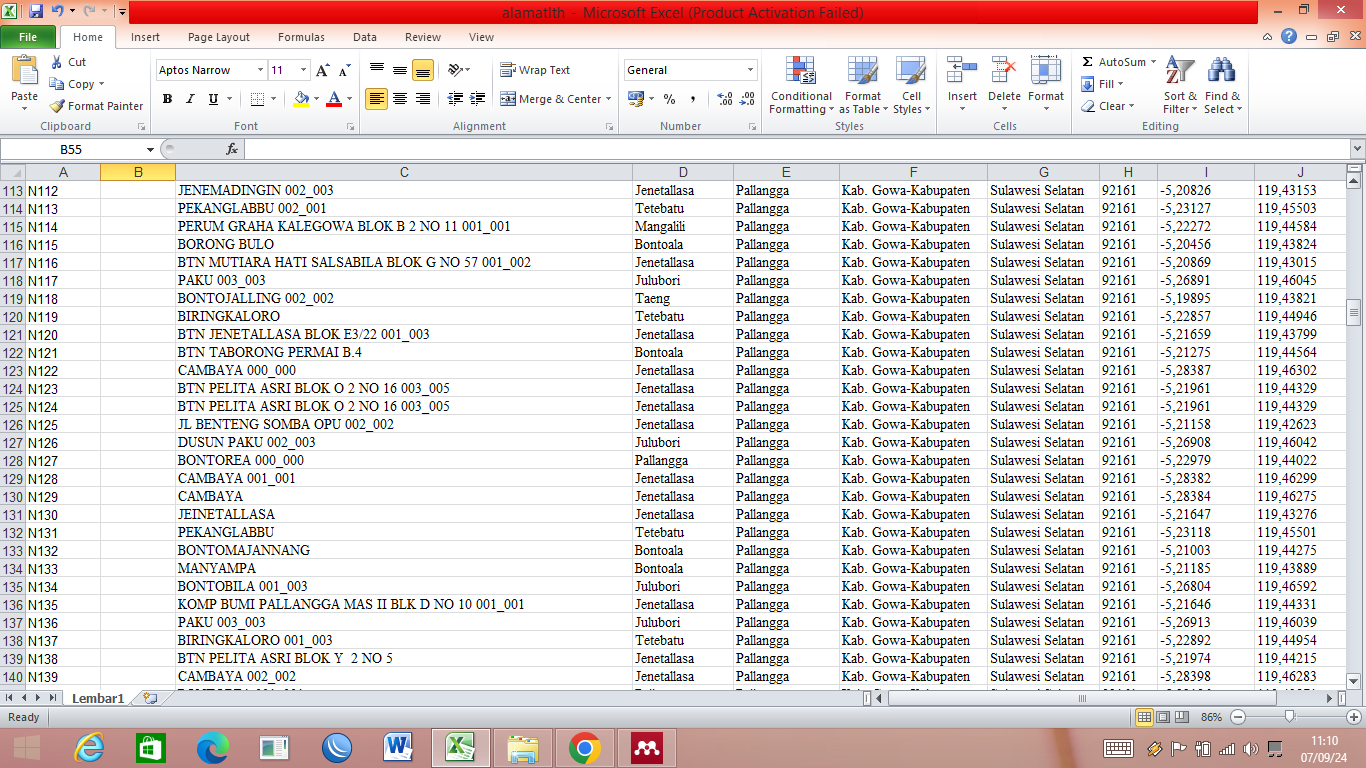 alamatlth - Microsoft Excel (Product Activation Failed)
File Home Insert Page Layout Formulas Data Review View
Paste Cut Copy Format Painter Clipboard
Aptos Narrow 11 Font
Wrap Text Merge & Center Alignment
General Number
Conditional Formatting Format as Table Cell Styles Styles
Insert Delete Format Cells
AutoSum Fill Clear Sort & Filter Find & Select Editing
B55 fx
A B C D E F G H I J
113 N112 JENEMADINGIN 002_003 Jenetallasa Pallangga Kab. Gowa-Kabupaten Sulawesi Selatan 92161 -5,20826 119,43153
114 N113 PEKANGLABBU 002_001 Tetebatu Pallangga Kab. Gowa-Kabupaten Sulawesi Selatan 92161 -5,23127 119,45503
115 N114 PERUM GRAHA KALEGOWA BLOK B 2 NO 11 001_001 Mangalili Pallangga Kab. Gowa-Kabupaten Sulawesi Selatan 92161 -5,22272 119,44584
116 N115 BORONG BULO Bontoala Pallangga Kab. Gowa-Kabupaten Sulawesi Selatan 92161 -5,20456 119,43824
117 N116 BTN MUTIARA HATI SALSABILA BLOK G NO 57 001_002 Jenetallasa Pallangga Kab. Gowa-Kabupaten Sulawesi Selatan 92161 -5,20869 119,43015
118 N117 PAKU 003_003 Julubori Pallangga Kab. Gowa-Kabupaten Sulawesi Selatan 92161 -5,26891 119,46045
119 N118 BONTOJALLING 002_002 Taeng Pallangga Kab. Gowa-Kabupaten Sulawesi Selatan 92161 -5,19895 119,43821
120 N119 BIRINGKALORO Tetebatu Pallangga Kab. Gowa-Kabupaten Sulawesi Selatan 92161 -5,22857 119,44946
121 N120 BTN JENETALLASA BLOK E3/22 001_003 Jenetallasa Pallangga Kab. Gowa-Kabupaten Sulawesi Selatan 92161 -5,21659 119,43799
122 N121 BTN TABORONG PERMAI B.4 Bontoala Pallangga Kab. Gowa-Kabupaten Sulawesi Selatan 92161 -5,21275 119,44564
123 N122 CAMBAYA 000_000 Jenetallasa Pallangga Kab. Gowa-Kabupaten Sulawesi Selatan 92161 -5,28387 119,46302
124 N123 BTN PELITA ASRI BLOK O 2 NO 16 003_005 Jenetallasa Pallangga Kab. Gowa-Kabupaten Sulawesi Selatan 92161 -5,21961 119,44329
125 N124 BTN PELITA ASRI BLOK O 2 NO 16 003_005 Jenetallasa Pallangga Kab. Gowa-Kabupaten Sulawesi Selatan 92161 -5,21961 119,44329
126 N125 JL BENTENG SOMBA OPU 002_002 Jenetallasa Pallangga Kab. Gowa-Kabupaten Sulawesi Selatan 92161 -5,21158 119,42623
127 N126 DUSUN PAKU 002_003 Julubori Pallangga Kab. Gowa-Kabupaten Sulawesi Selatan 92161 -5,26908 119,46042
128 N127 BONTOREA 000_000 Pallangga Pallangga Kab. Gowa-Kabupaten Sulawesi Selatan 92161 -5,22979 119,44022
129 N128 CAMBAYA 001_001 Jenetallasa Pallangga Kab. Gowa-Kabupaten Sulawesi Selatan 92161 -5,28382 119,46299
130 N129 CAMBAYA Jenetallasa Pallangga Kab. Gowa-Kabupaten Sulawesi Selatan 92161 -5,28384 119,46275
131 N130 JEINETALLASA Jenetallasa Pallangga Kab. Gowa-Kabupaten Sulawesi Selatan 92161 -5,21647 119,43276
132 N131 PEKANGLABBU Tetebatu Pallangga Kab. Gowa-Kabupaten Sulawesi Selatan 92161 -5,23118 119,45501
133 N132 BONTOMAJANNANG Bontoala Pallangga Kab. Gowa-Kabupaten Sulawesi Selatan 92161 -5,21003 119,44275
134 N133 MANYAMPA Bontoala Pallangga Kab. Gowa-Kabupaten Sulawesi Selatan 92161 -5,21185 119,43889
135 N134 BONTOBILA 001_003 Julubori Pallangga Kab. Gowa-Kabupaten Sulawesi Selatan 92161 -5,26804 119,46592
136 N135 KOMP BUMI PALLANGGA MAS II BLK D NO 10 001_001 Jenetallasa Pallangga Kab. Gowa-Kabupaten Sulawesi Selatan 92161 -5,21646 119,44331
137 N136 PAKU 003_003 Julubori Pallangga Kab. Gowa-Kabupaten Sulawesi Selatan 92161 -5,26913 119,46039
138 N137 BIRINGKALORO 001_003 Tetebatu Pallangga Kab. Gowa-Kabupaten Sulawesi Selatan 92161 -5,22892 119,44954
139 N138 BTN PELITA ASRI BLOK Y 2 NO 5 Jenetallasa Pallangga Kab. Gowa-Kabupaten Sulawesi Selatan 92161 -5,21974 119,44215
140 N139 CAMBAYA 002_002 Jenetallasa Pallangga Kab. Gowa-Kabupaten Sulawesi Selatan 92161 -5,28398 119,46283
Lembar1
Ready 86%
11:10
07/09/24